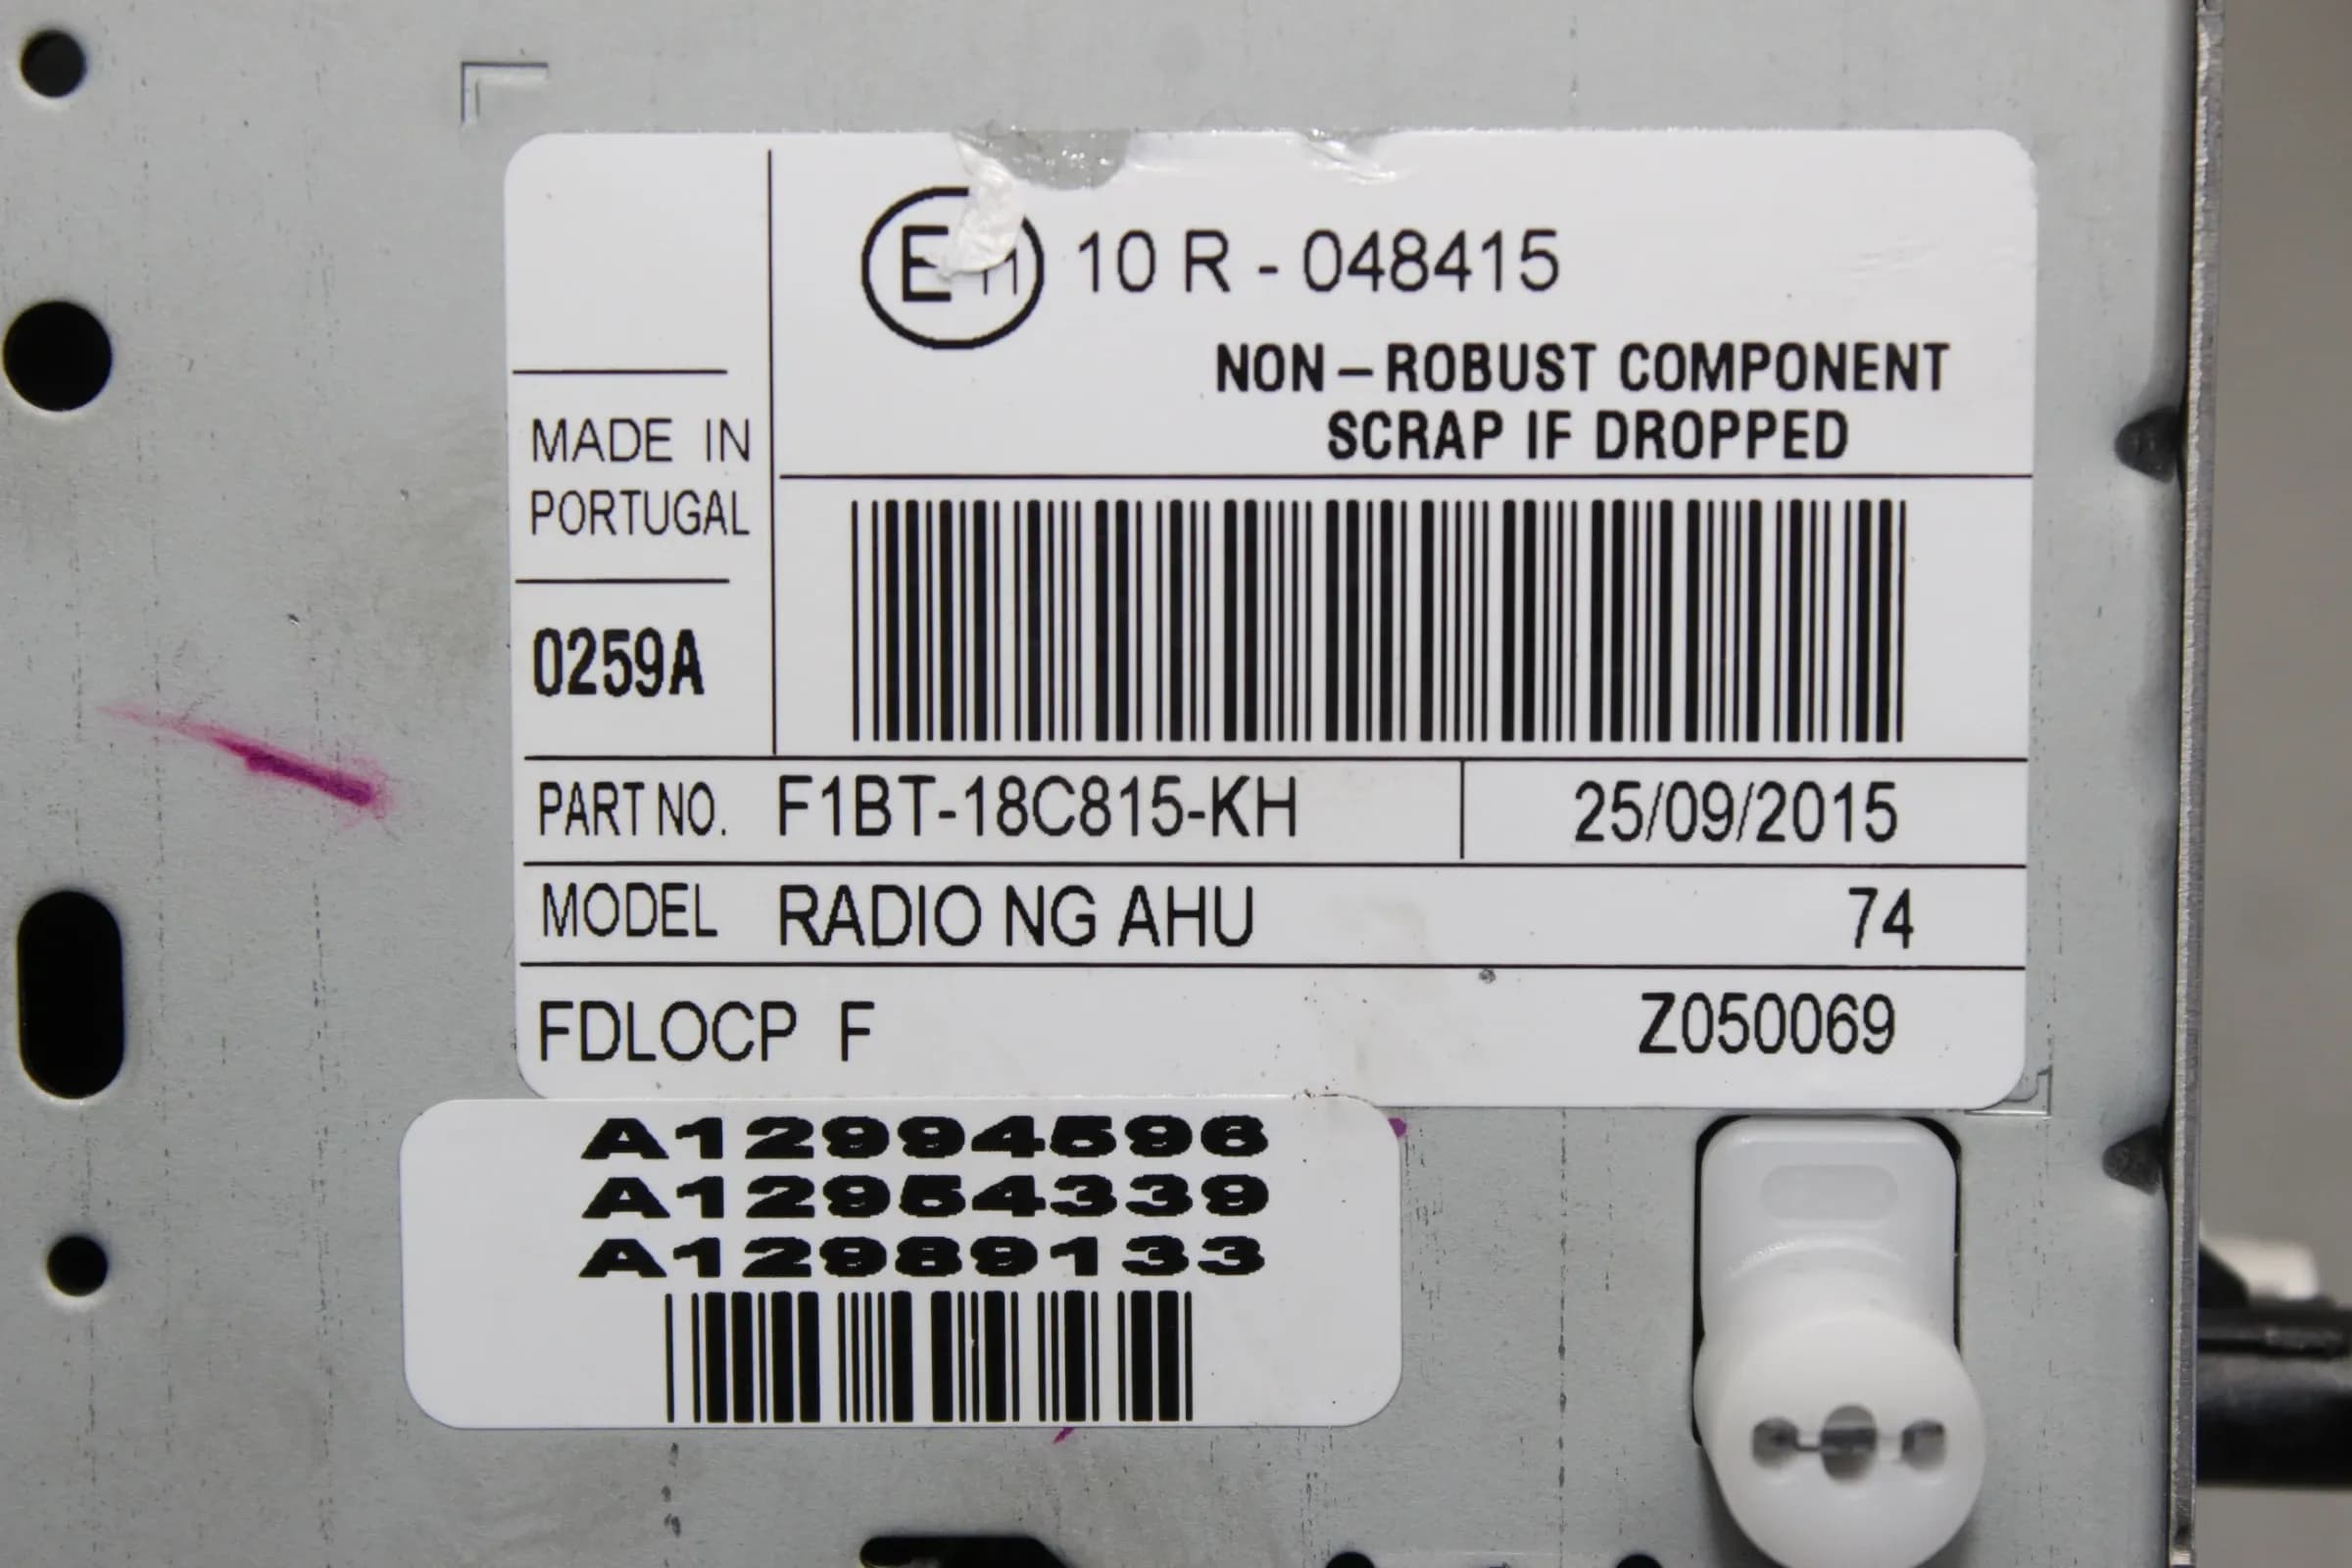 E 11 10 R - 048415
NON-ROBUST COMPONENT
SCRAP IF DROPPED
MADE IN
PORTUGAL
0259A
PART NO. F1BT-18C815-KH 25/09/2015
MODEL RADIO NG AHU 74
FDLOCP F Z050069
A12994596
A12954339
A12989133